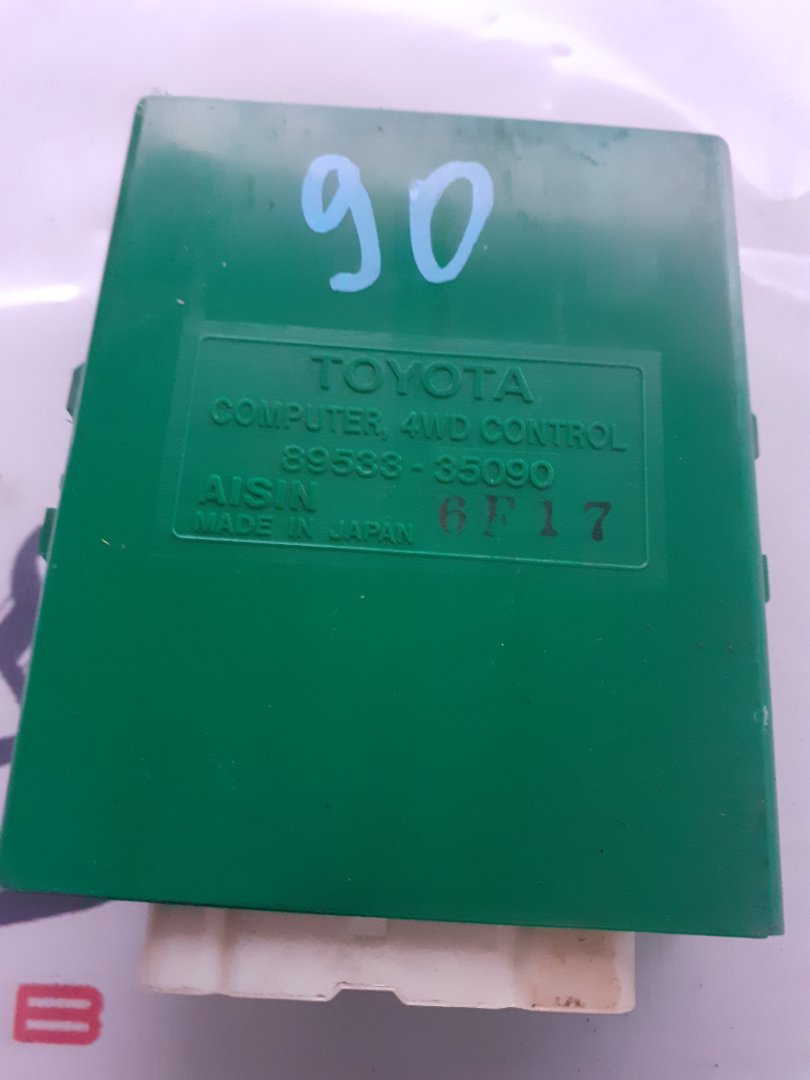 90
TOYOTA
COMPUTER, 4WD CONTROL
89533-35090
AISIN
MADE IN JAPAN 6F17
B